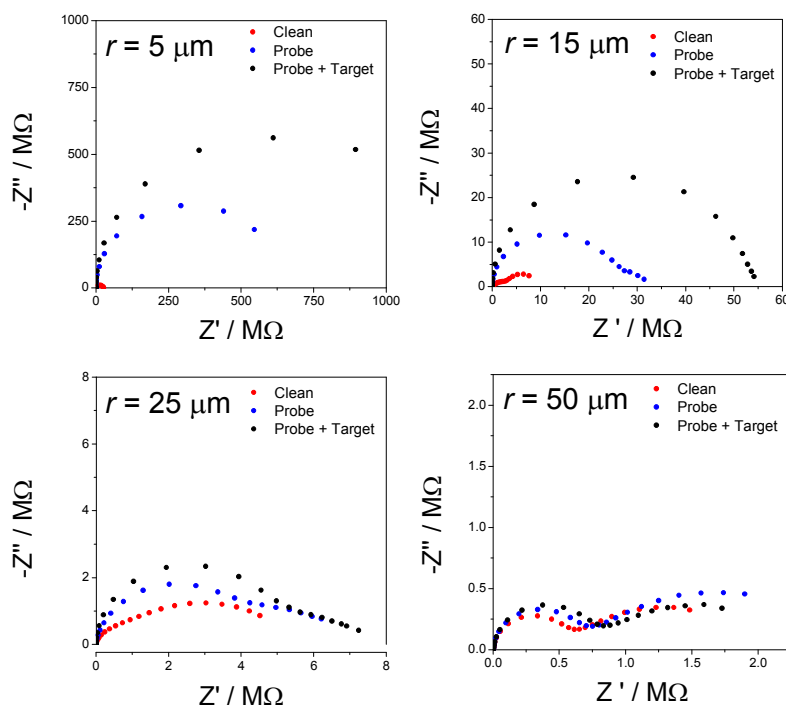 r = 5 μm
Clean
Probe
Probe + Target
1000
750
500
250
0
-Z'' / MΩ
0
250
500
750
1000
Z' / MΩ
r = 15 μm
Clean
Probe
Probe + Target
60
50
40
30
20
10
0
-Z'' / MΩ
0
10
20
30
40
50
60
Z ' / MΩ
r = 25 μm
Clean
Probe
Probe + Target
8
6
4
2
0
-Z'' / MΩ
0
2
4
6
8
Z' / MΩ
r = 50 μm
Clean
Probe
Probe + Target
2.0
1.5
1.0
0.5
0.0
-Z'' / MΩ
0.0
0.5
1.0
1.5
2.0
Z ' / MΩ